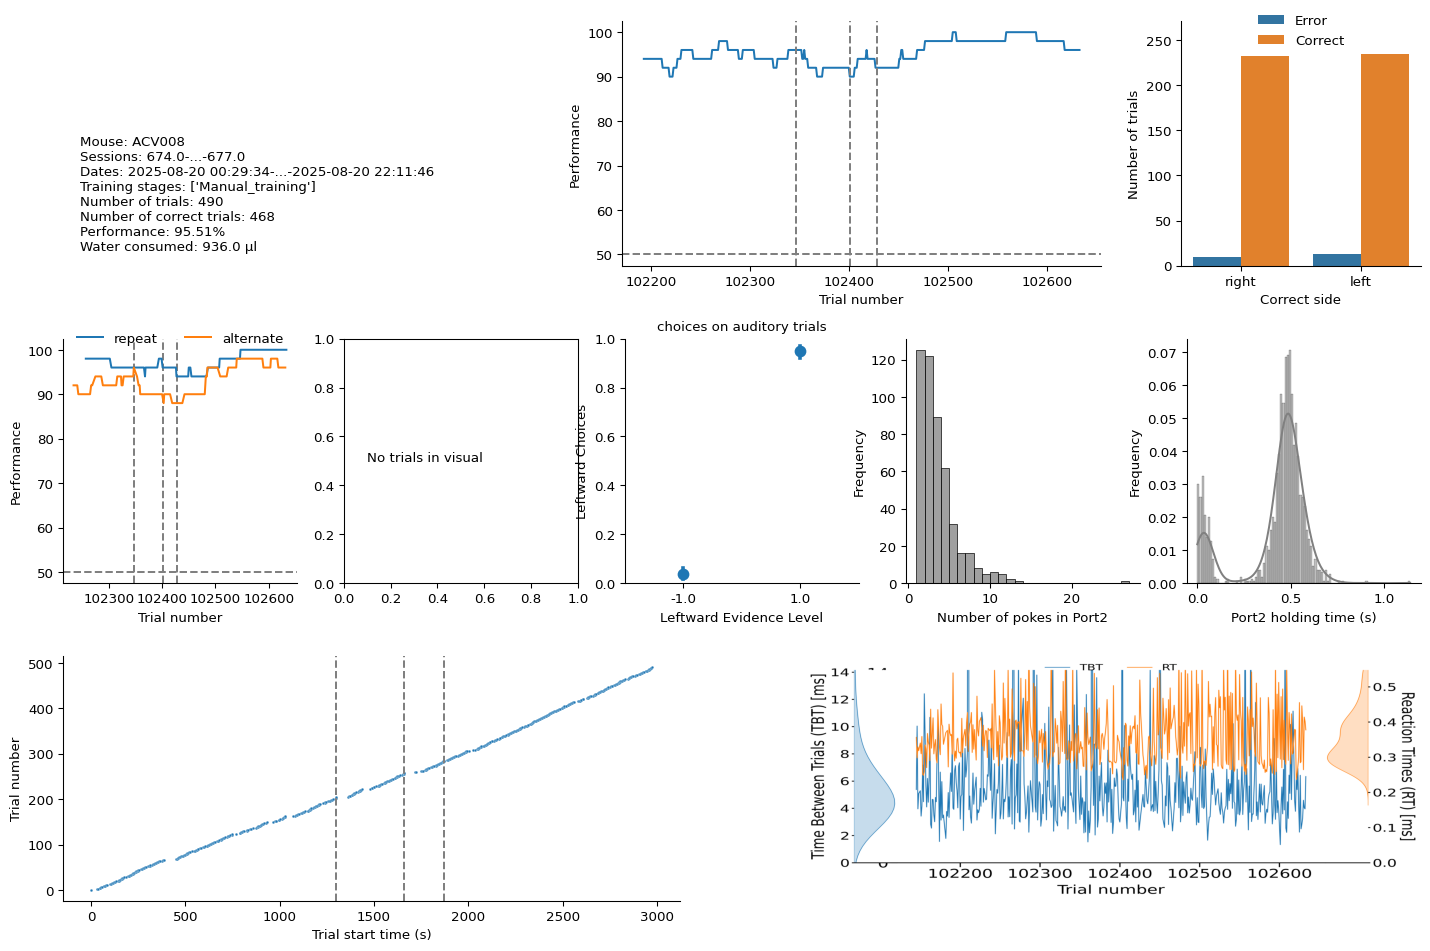 Mouse: ACV008
Sessions: 674.0-...-677.0
Dates: 2025-08-20 00:29:34-...-2025-08-20 22:11:46
Training stages: ['Manual_training']
Number of trials: 490
Number of correct trials: 468
Performance: 95.51%
Water consumed: 936.0 µl
100
90
80
70
60
50
Performance
102200 102300 102400 102500 102600
Trial number
Error
Correct
250
200
150
100
50
0
Number of trials
right left
Correct side
repeat alternate
100
90
80
70
60
50
Performance
102300 102400 102500 102600
Trial number
1.0
0.8
0.6
0.4
0.2
0.0
No trials in visual
0.0 0.2 0.4 0.6 0.8 1.0
choices on auditory trials
1.0
0.8
0.6
0.4
0.2
0.0
Leftward Choices
-1.0 1.0
Leftward Evidence Level
120
100
80
60
40
20
0
Frequency
0 10 20
Number of pokes in Port2
0.07
0.06
0.05
0.04
0.03
0.02
0.01
0.00
Frequency
0.0 0.5 1.0
Port2 holding time (s)
500
400
300
200
100
0
Trial number
0 500 1000 1500 2000 2500 3000
Trial start time (s)
TBT RT
14
12
10
8
6
4
2
0
Time Between Trials (TBT) [ms]
0.5
0.4
0.3
0.2
0.1
0.0
Reaction Times (RT) [ms]
102200 102300 102400 102500 102600
Trial number